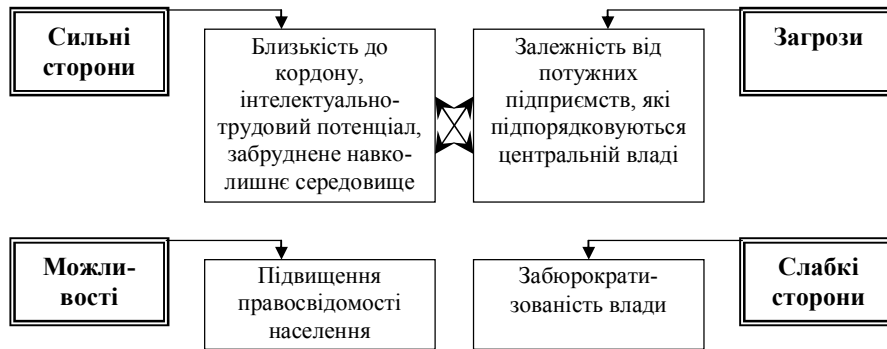 Сильні
сторони
Близькість до
кордону,
інтелектуально-
трудовий потенціал,
забруднене навко-
лишнє середовище
Залежність від
потужних
підприємств, які
підпорядковуються
центральній владі
Загрози
Можли-
вості
Підвищення
правосвідомості
населення
Забюрократи-
зованість влади
Слабкі
сторони